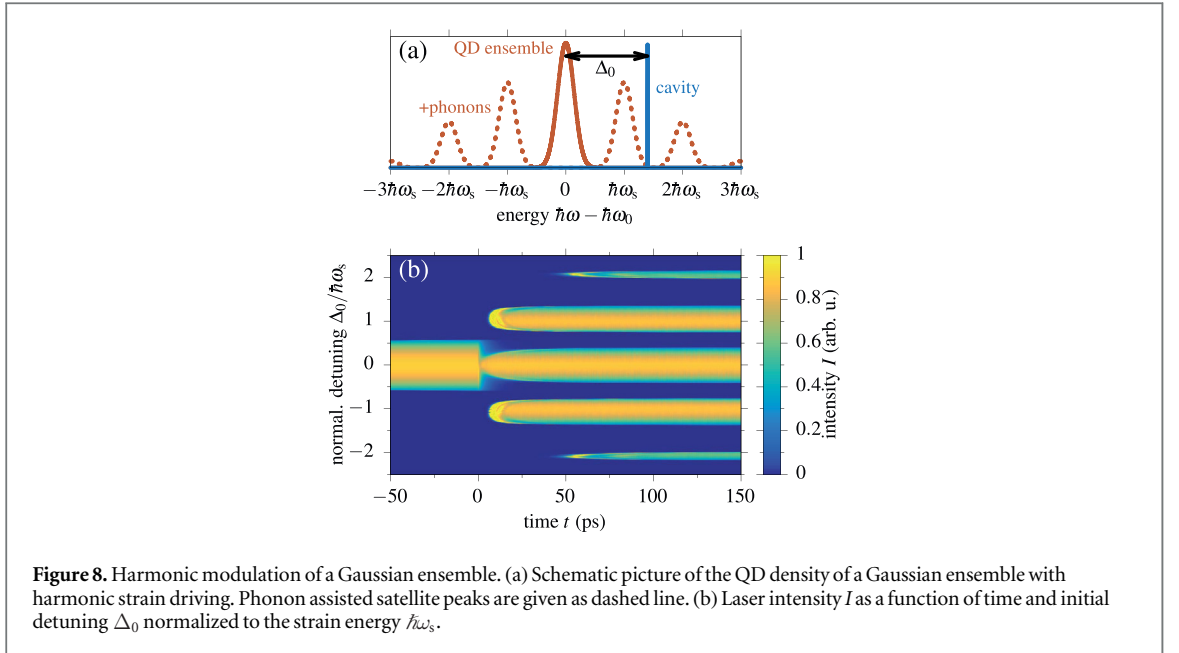 (a)
QD ensemble
Δ₀
cavity
+phonons
−3ħωₛ −2ħωₛ −ħωₛ 0 ħωₛ 2ħωₛ 3ħωₛ
energy ħω − ħω₀
(b)
normal. detuning Δ₀/ħωₛ
2
1
0
−1
−2
−50 0 50 100 150
time t (ps)
1
0.8
0.6
0.4
0.2
0
intensity I (arb. u.)
Figure 8. Harmonic modulation of a Gaussian ensemble. (a) Schematic picture of the QD density of a Gaussian ensemble with
harmonic strain driving. Phonon assisted satellite peaks are given as dashed line. (b) Laser intensity I as a function of time and initial
detuning Δ₀ normalized to the strain energy ħωₛ.